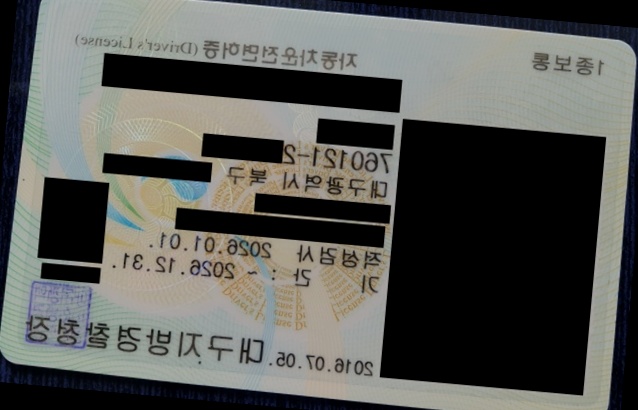 1종보통 자동차운전면허증 (Driver's License)
760121-2
대구광역시 북구
적성검사 2026.01.01.
기 간 : ~ 2026.12.31.
2016.07.05. 대구지방경찰청장